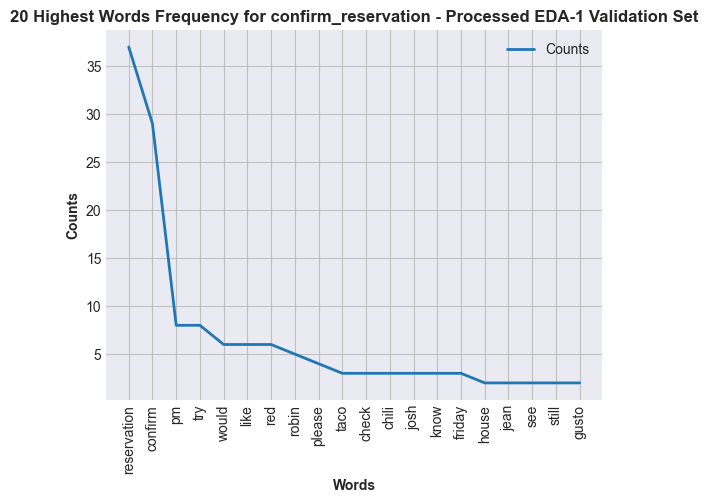 20 Highest Words Frequency for confirm_reservation - Processed EDA-1 Validation Set
Counts
35
30
25
20
15
10
5
Counts
reservation
confirm
pm
try
would
like
red
robin
please
taco
check
chili
josh
know
friday
house
jean
see
still
gusto
Words